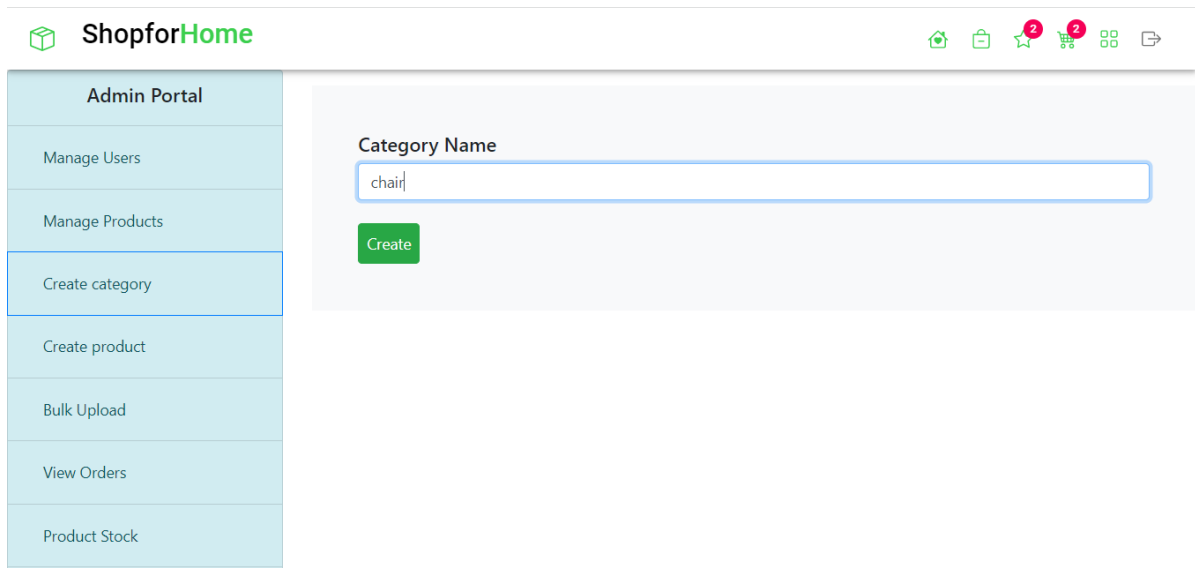 ShopforHome
2
2
Admin Portal
Manage Users
Manage Products
Create category
Create product
Bulk Upload
View Orders
Product Stock
Category Name
chair
Create